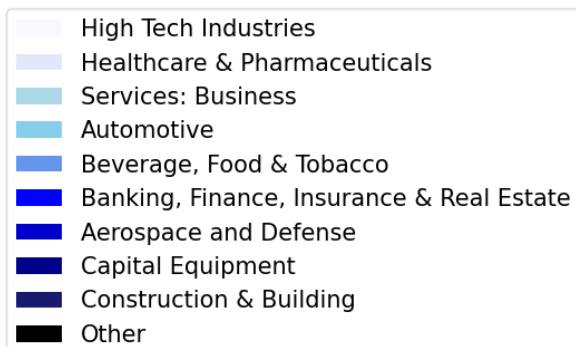 High Tech Industries
Healthcare & Pharmaceuticals
Services: Business
Automotive
Beverage, Food & Tobacco
Banking, Finance, Insurance & Real Estate
Aerospace and Defense
Capital Equipment
Construction & Building
Other